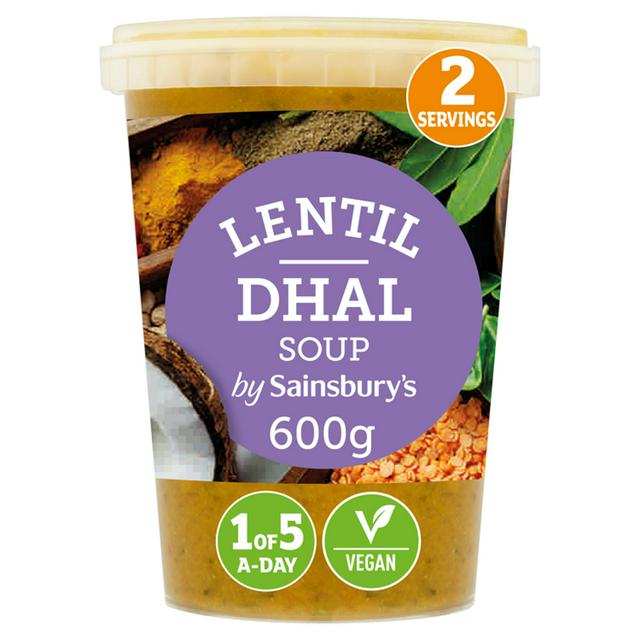 2
SERVINGS
LENTIL
DHAL
SOUP
by Sainsbury's
600g
1 OF 5
A-DAY
V
VEGAN